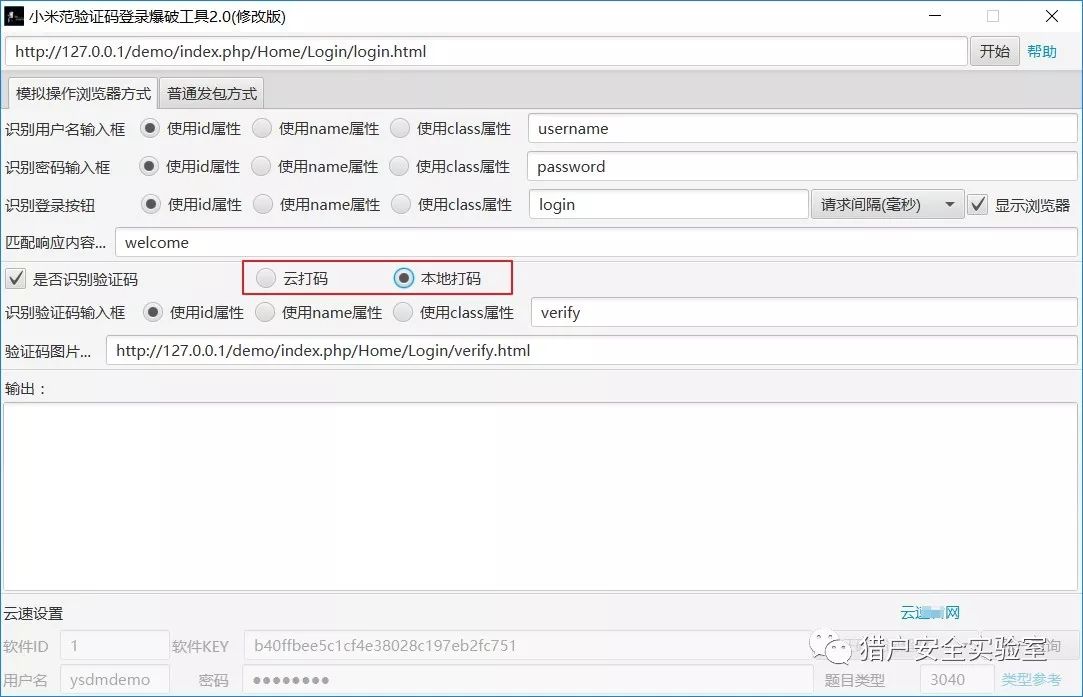 小米范验证码登录爆破工具2.0(修改版)
http://127.0.0.1/demo/index.php/Home/Login/login.html 开始 帮助
模拟操作浏览器方式 普通发包方式
识别用户名输入框 使用id属性 使用name属性 使用class属性 username
识别密码输入框 使用id属性 使用name属性 使用class属性 password
识别登录按钮 使用id属性 使用name属性 使用class属性 login 请求间隔(毫秒) 显示浏览器
匹配响应内容... welcome
是否识别验证码 云打码 本地打码
识别验证码输入框 使用id属性 使用name属性 使用class属性 verify
验证码图片... http://127.0.0.1/demo/index.php/Home/Login/verify.html
输出：
云速设置 云速 网
软件ID 1 软件KEY b40ffbee5c1cf4e38028c197eb2fc751 猎户安全实验室
用户名 ysdmdemo 密码 ●●●●●●●● 题目类型 3040 类型参考